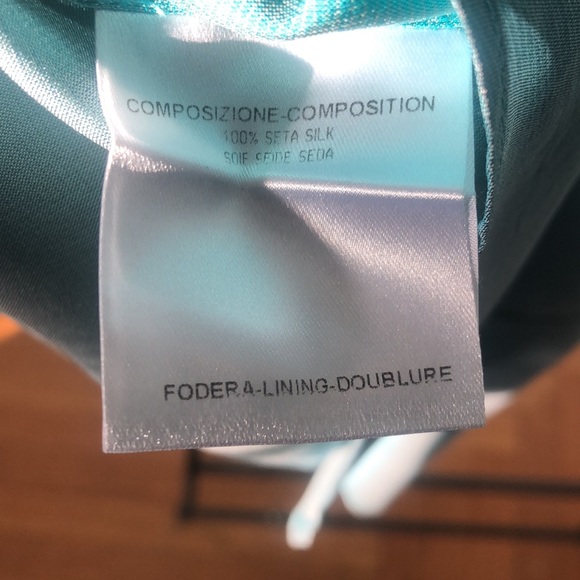 COMPOSIZIONE-COMPOSITION
100% SETA SILK
SOIE SEIDE SEDA
FODERA-LINING-DOUBLURE